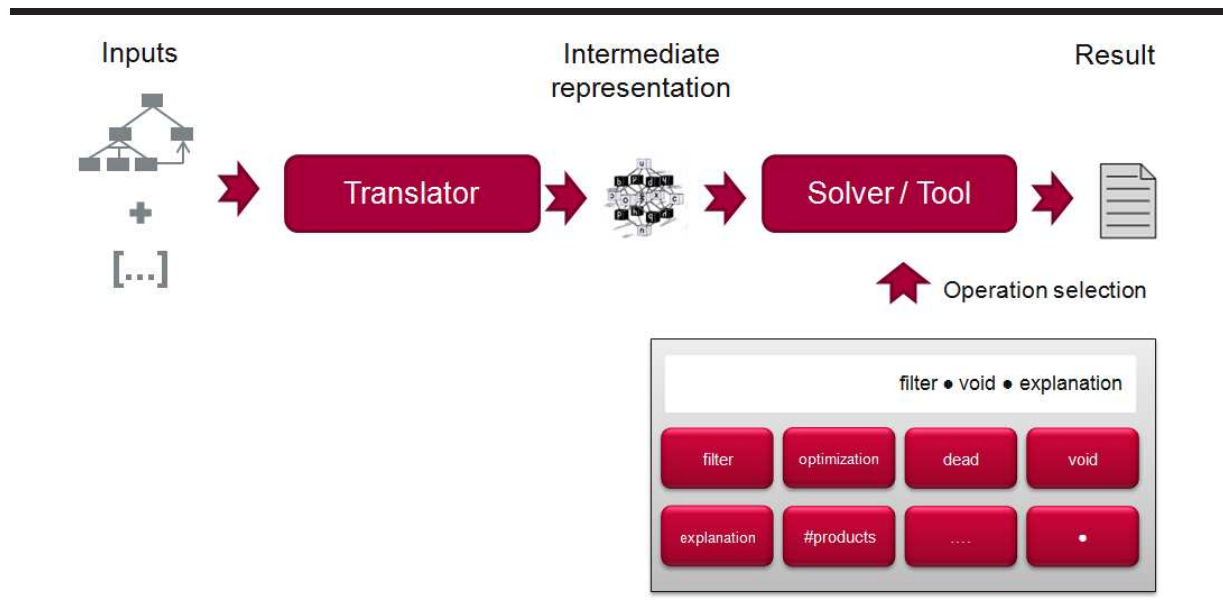 Inputs
Intermediate
representation
Result
Translator
Solver / Tool
+
[...]
Operation selection
filter ● void ● explanation
filter
optimization
dead
void
explanation
#products
....
●